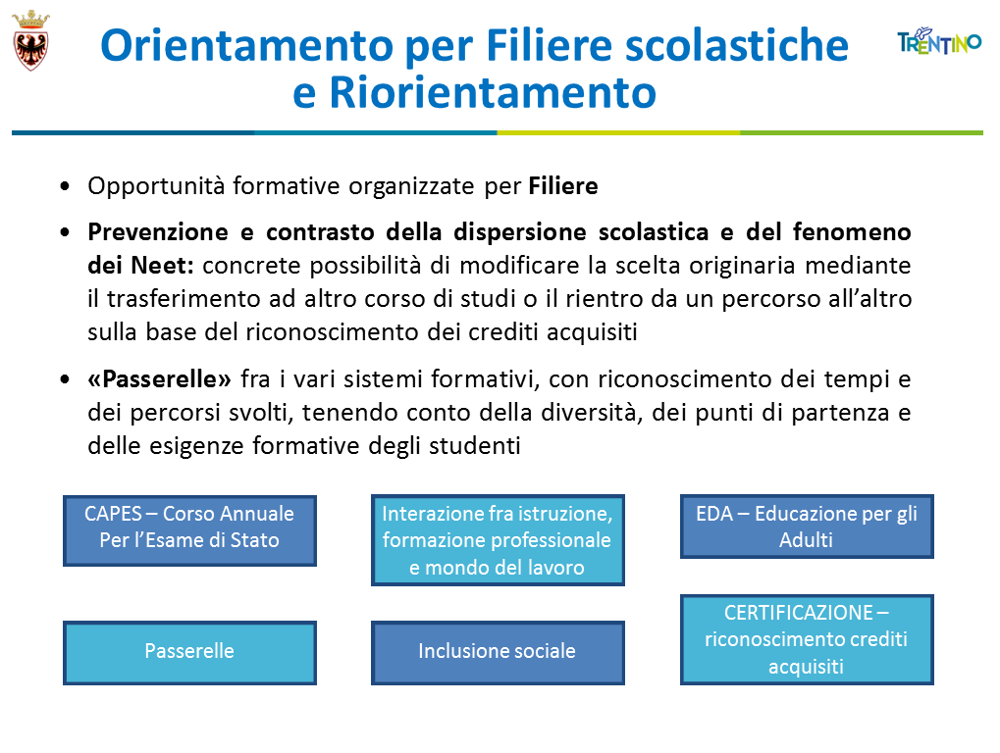 Orientamento per Filiere scolastiche
e Riorientamento
TRENTINO
• Opportunità formative organizzate per Filiere
• Prevenzione e contrasto della dispersione scolastica e del fenomeno
dei Neet: concrete possibilità di modificare la scelta originaria mediante
il trasferimento ad altro corso di studi o il rientro da un percorso all’altro
sulla base del riconoscimento dei crediti acquisiti
• «Passerelle» fra i vari sistemi formativi, con riconoscimento dei tempi e
dei percorsi svolti, tenendo conto della diversità, dei punti di partenza e
delle esigenze formative degli studenti
CAPES – Corso Annuale
Per l’Esame di Stato
Interazione fra istruzione,
formazione professionale
e mondo del lavoro
EDA – Educazione per gli
Adulti
Passerelle
Inclusione sociale
CERTIFICAZIONE –
riconoscimento crediti
acquisiti